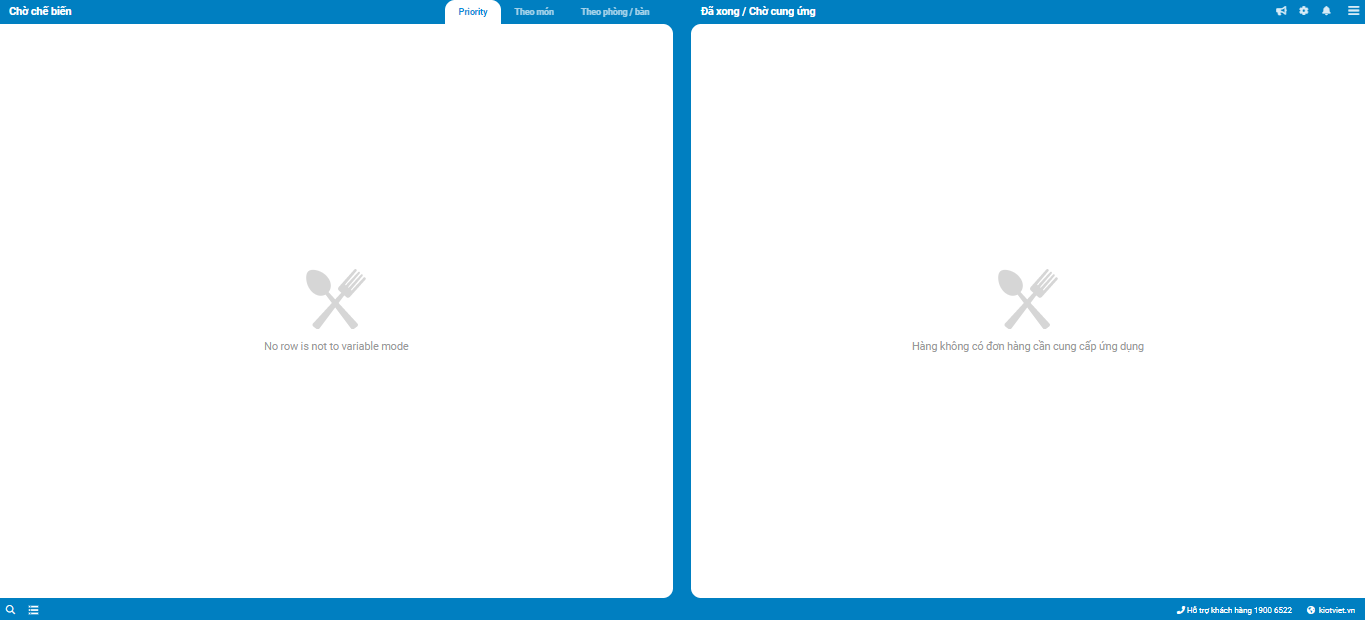 Chờ chế biến
Priority
Theo món
Theo phòng / bàn
Đã xong / Chờ cung ứng
No row is not to variable mode
Hàng không có đơn hàng cần cung cấp ứng dụng
Hỗ trợ khách hàng 1900 6522
kiotviet.vn